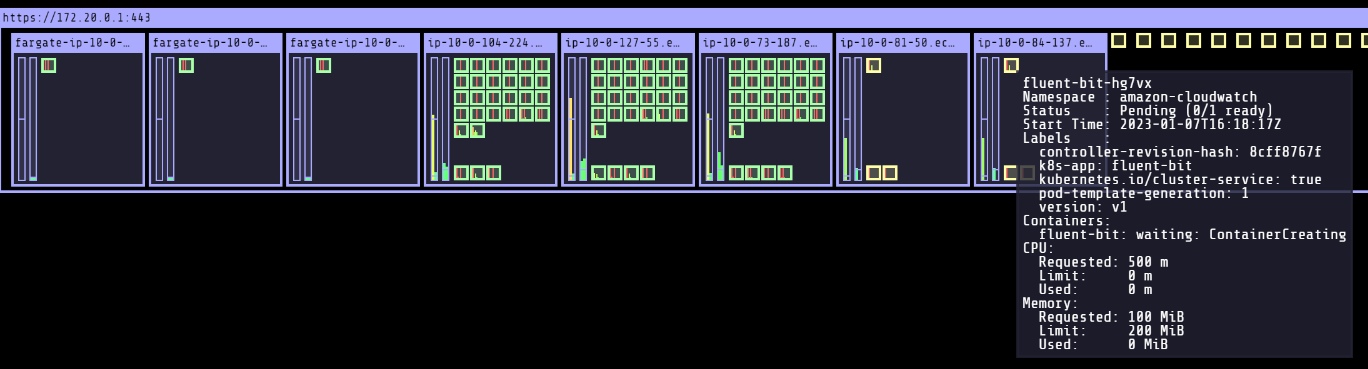 https://172.20.0.1:443
fargate-ip-10-0-…
fargate-ip-10-0-…
fargate-ip-10-0-…
ip-10-0-104-224.…
ip-10-0-127-55.e…
ip-10-0-73-187.e…
ip-10-0-81-50.ec…
ip-10-0-84-137.e…
fluent-bit-hg7vx
Namespace : amazon-cloudwatch
Status : Pending (0/1 ready)
Start Time: 2023-01-07T16:18:17Z
Labels :
controller-revision-hash: 8cff8767f
k8s-app: fluent-bit
kubernetes.io/cluster-service: true
pod-template-generation: 1
version: v1
Containers:
fluent-bit: waiting: ContainerCreating
CPU:
Requested: 500 m
Limit: 0 m
Used: 0 m
Memory:
Requested: 100 MiB
Limit: 200 MiB
Used: 0 MiB